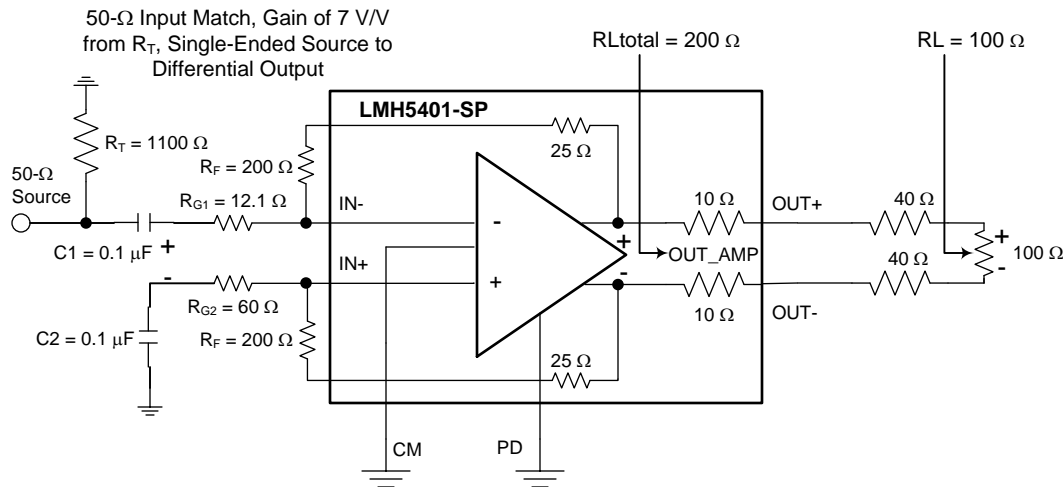 50-Ω Input Match, Gain of 7 V/V
from R_T, Single-Ended Source to
Differential Output
RLtotal = 200 Ω
RL = 100 Ω
LMH5401-SP
R_T = 1100 Ω
25 Ω
R_F = 200 Ω
50-Ω
Source
R_G1 = 12.1 Ω
IN-
10 Ω
OUT+
40 Ω
-
+
C1 = 0.1 μF +
OUT_AMP
+
100 Ω
-
IN+
-
-
+
40 Ω
R_G2 = 60 Ω
10 Ω
OUT-
C2 = 0.1 μF
R_F = 200 Ω
25 Ω
CM
PD